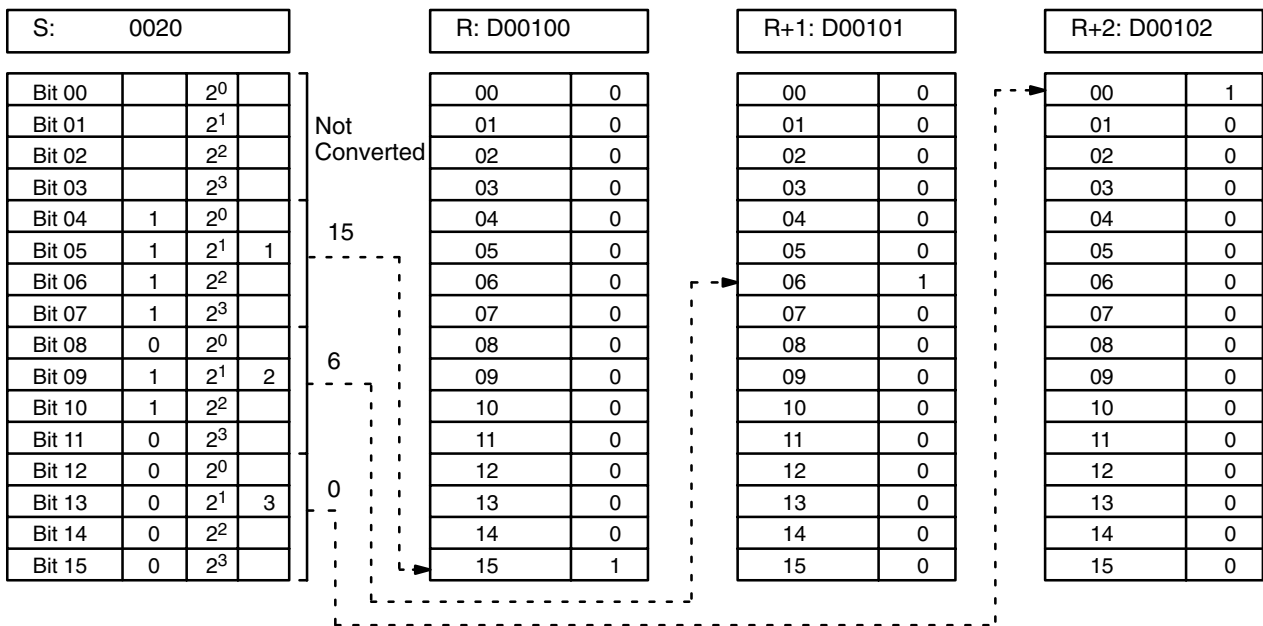 S: 0020 R: D00100 R+1: D00101 R+2: D00102
Bit 00 2⁰ 00 0 00 0 00 1
Bit 01 2¹ Not 01 0 01 0 01 0
Bit 02 2² Converted 02 0 02 0 02 0
Bit 03 2³ 03 0 03 0 03 0
Bit 04 1 2⁰ 15 04 0 04 0 04 0
Bit 05 1 2¹ 1 05 0 05 0 05 0
Bit 06 1 2² 06 0 06 1 06 0
Bit 07 1 2³ 07 0 07 0 07 0
Bit 08 0 2⁰ 6 08 0 08 0 08 0
Bit 09 1 2¹ 2 09 0 09 0 09 0
Bit 10 1 2² 10 0 10 0 10 0
Bit 11 0 2³ 11 0 11 0 11 0
Bit 12 0 2⁰ 0 12 0 12 0 12 0
Bit 13 0 2¹ 3 13 0 13 0 13 0
Bit 14 0 2² 14 0 14 0 14 0
Bit 15 0 2³ 15 1 15 0 15 0